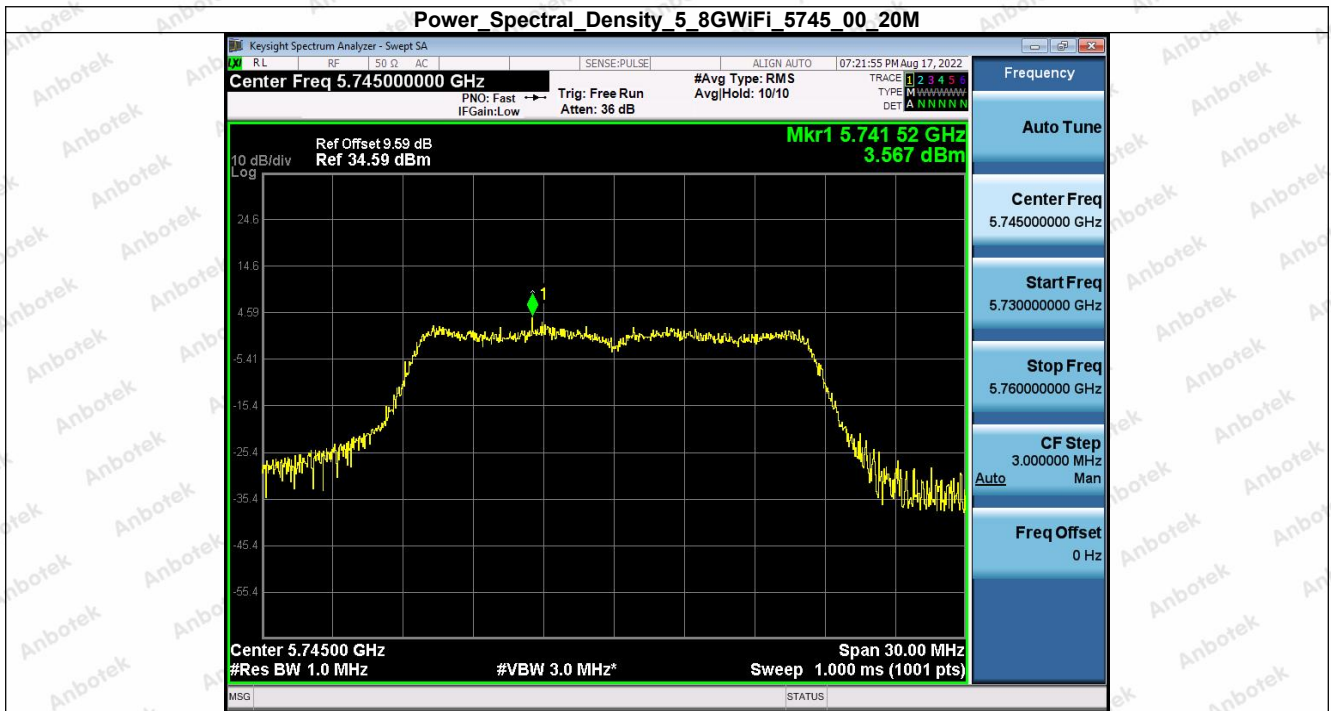 Power_Spectral_Density_5_8GWiFi_5745_00_20M
Keysight Spectrum Analyzer - Swept SA
LXI RL RF 50 Ω AC SENSE:PULSE ALIGN AUTO 07:21:55 PM Aug 17, 2022
Center Freq 5.745000000 GHz
PNO: Fast
IFGain:Low
Trig: Free Run
Atten: 36 dB
#Avg Type: RMS
Avg|Hold: 10/10
TRACE 1 2 3 4 5 6
TYPE M WWWWW
DET A N N N N N
Ref Offset 9.59 dB
10 dB/div Ref 34.59 dBm
Log
Mkr1 5.741 52 GHz
3.567 dBm
24.6
14.6
4.59
-5.41
-15.4
-25.4
-35.4
-45.4
-55.4
1
Center 5.74500 GHz Span 30.00 MHz
#Res BW 1.0 MHz #VBW 3.0 MHz* Sweep 1.000 ms (1001 pts)
MSG STATUS
Frequency
Auto Tune
Center Freq
5.745000000 GHz
Start Freq
5.730000000 GHz
Stop Freq
5.760000000 GHz
CF Step
3.000000 MHz
Auto Man
Freq Offset
0 Hz
Anbotek